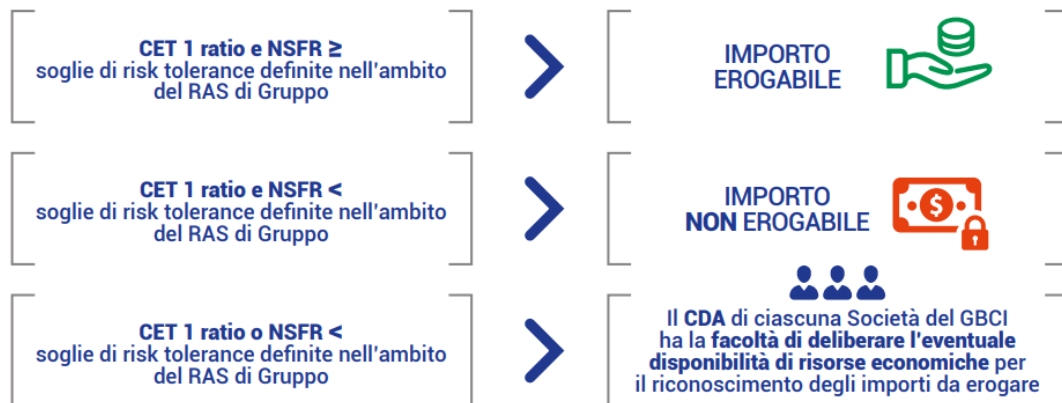 CET 1 ratio e NSFR ≥
soglie di risk tolerance definite nell'ambito
del RAS di Gruppo
IMPORTO
EROGABILE
CET 1 ratio e NSFR <
soglie di risk tolerance definite nell'ambito
del RAS di Gruppo
IMPORTO
NON EROGABILE
$
CET 1 ratio o NSFR <
soglie di risk tolerance definite nell'ambito
del RAS di Gruppo
Il CDA di ciascuna Società del GBCI
ha la facoltà di deliberare l'eventuale
disponibilità di risorse economiche per
il riconoscimento degli importi da erogare